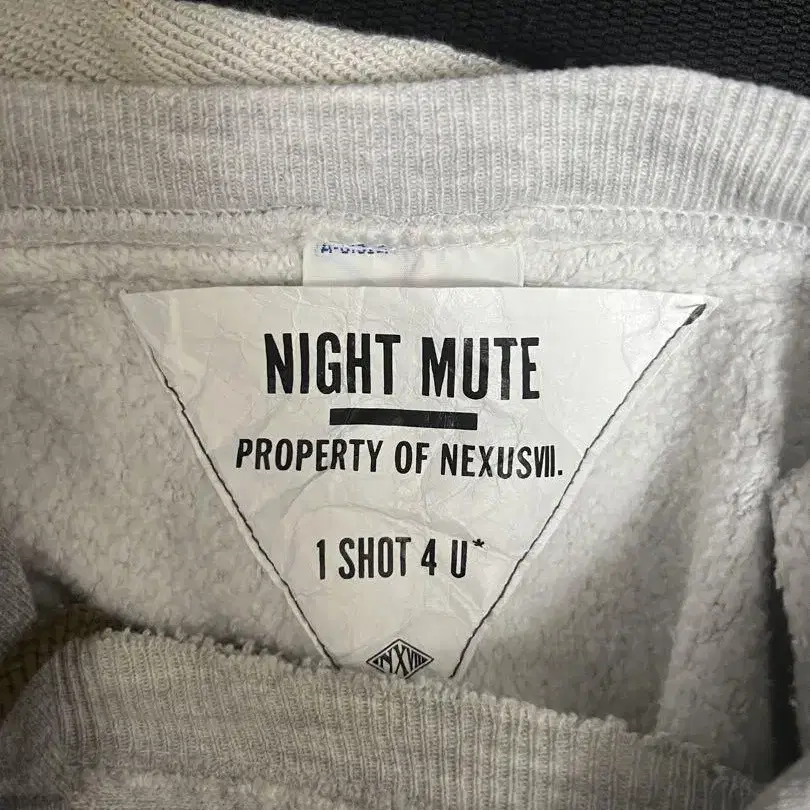 NIGHT MUTE
PROPERTY OF NEXUSVII.
1 SHOT 4 U*
NXVII